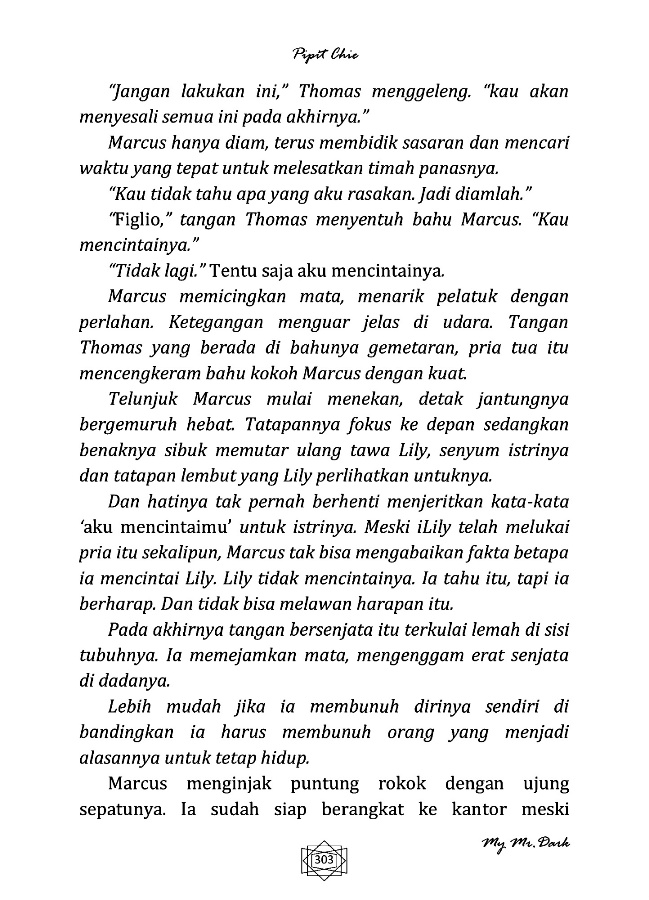 Pipit Chie
“Jangan lakukan ini,” Thomas menggeleng. “kau akan
menyesali semua ini pada akhirnya.”
Marcus hanya diam, terus membidik sasaran dan mencari
waktu yang tepat untuk melesatkan timah panasnya.
“Kau tidak tahu apa yang aku rasakan. Jadi diamlah.”
“Figlio,” tangan Thomas menyentuh bahu Marcus. “Kau
mencintainya.”
“Tidak lagi.” Tentu saja aku mencintainya.
Marcus memicingkan mata, menarik pelatuk dengan
perlahan. Ketegangan menguar jelas di udara. Tangan
Thomas yang berada di bahunya gemetaran, pria tua itu
mencengkeram bahu kokoh Marcus dengan kuat.
Telunjuk Marcus mulai menekan, detak jantungnya
bergemuruh hebat. Tatapannya fokus ke depan sedangkan
benaknya sibuk memutar ulang tawa Lily, senyum istrinya
dan tatapan lembut yang Lily perlihatkan untuknya.
Dan hatinya tak pernah berhenti menjeritkan kata-kata
‘aku mencintaimu’ untuk istrinya. Meski iLily telah melukai
pria itu sekalipun, Marcus tak bisa mengabaikan fakta betapa
ia mencintai Lily. Lily tidak mencintainya. Ia tahu itu, tapi ia
berharap. Dan tidak bisa melawan harapan itu.
Pada akhirnya tangan bersenjata itu terkulai lemah di sisi
tubuhnya. Ia memejamkan mata, mengenggam erat senjata
di dadanya.
Lebih mudah jika ia membunuh dirinya sendiri di
bandingkan ia harus membunuh orang yang menjadi
alasannya untuk tetap hidup.
Marcus menginjak puntung rokok dengan ujung
sepatunya. Ia sudah siap berangkat ke kantor meski
My Mr. Dark
303